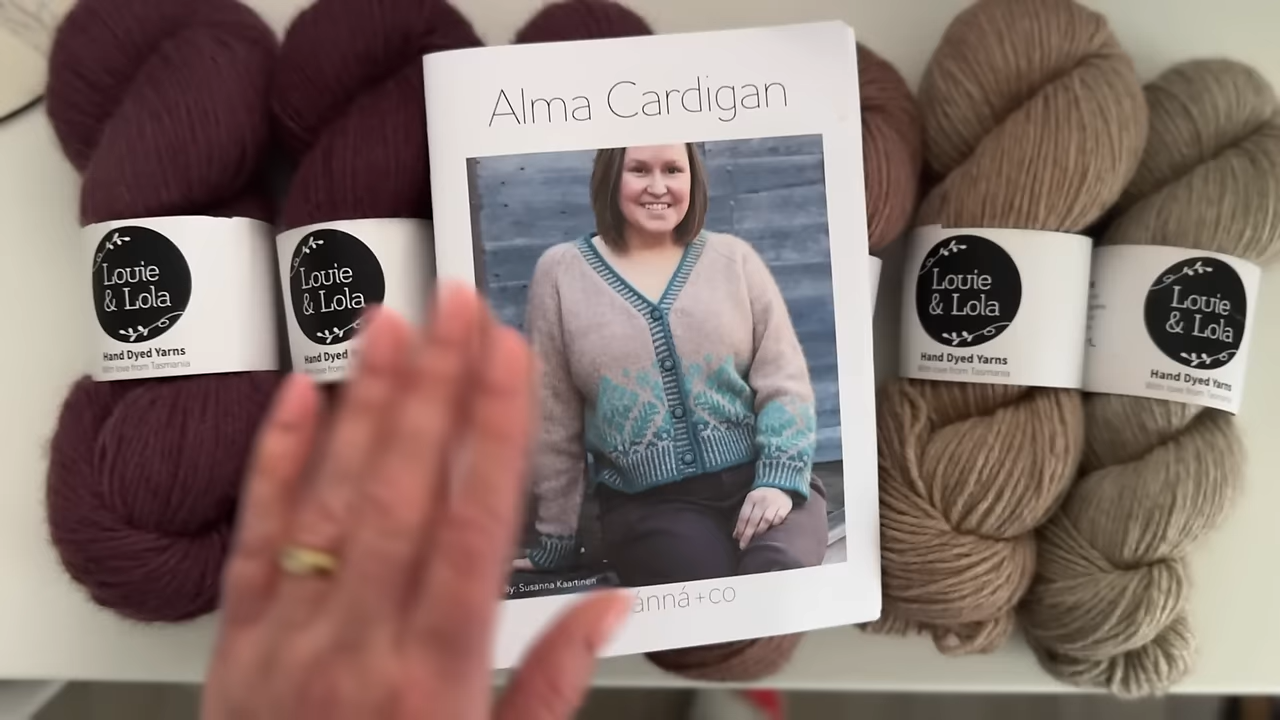 Alma Cardigan
by: Susanna Kaartinen
ánná+co
Louie
& Lola
Hand Dyed Yarns
With love from Tasmania
Louie
& Lola
Hand Dyed
Louie
& Lola
Hand Dyed Yarns
With love from Tasmania
Louie
& Lola
Hand Dyed Yarns
With love from Tasmania